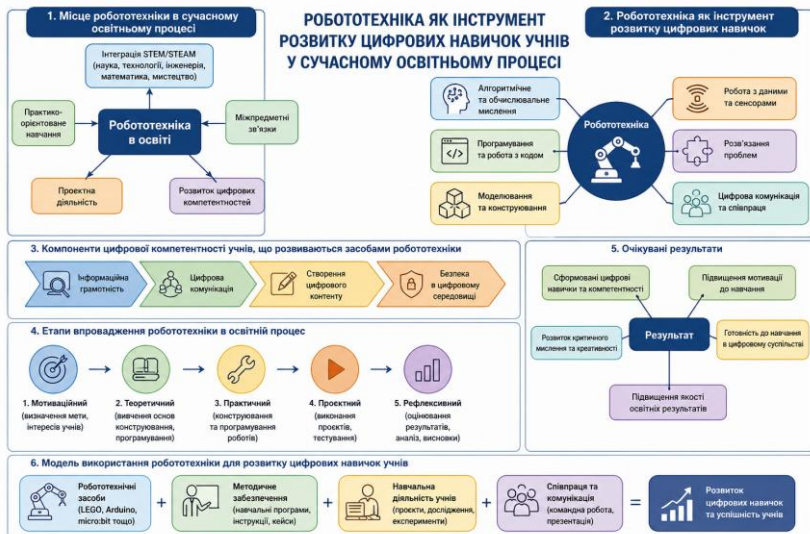 РОБОТОТЕХНІКА ЯК ІНСТРУМЕНТ
РОЗВИТКУ ЦИФРОВИХ НАВИЧОК УЧНІВ
У СУЧАСНОМУ ОСВІТНЬОМУ ПРОЦЕСІ
1. Місце робототехніки в сучасному
освітньому процесі
Інтеграція STEM/STEAM
(наука, технології, інженерія,
математика, мистецтво)
Практико-
орієнтоване
навчання
Робототехніка
в освіті
Міжпредметні
зв'язки
Проектна
діяльність
Розвиток цифрових
компетентностей
2. Робототехніка як інструмент
розвитку цифрових навичок
Алгоритмічне
та обчислювальне
мислення
Програмування
та робота з кодом
Моделювання
та конструювання
Робототехніка
Робота з даними
та сенсорами
Розв'язання
проблем
Цифрова комунікація
та співпраця
3. Компоненти цифрової компетентності учнів, що розвиваються засобами робототехніки
Інформаційна
грамотність
Цифрова
комунікація
Створення
цифрового
контенту
Безпека
в цифровому
середовищі
4. Етапи впровадження робототехніки в освітній процес
1. Мотиваційний
(визначення мети,
інтересів учнів)
2. Теоретичний
(вивчення основ
конструювання,
програмування)
3. Практичний
(конструювання
та програмування
роботів)
4. Проєктний
(виконання
проєктів,
тестування)
5. Рефлексивний
(оцінювання
результатів,
аналіз, висновки)
5. Очікувані результати
Сформовані цифрові
навички та компетентності
Підвищення мотивації
до навчання
Розвиток критичного
мислення та креативності
Результат
Готовність до навчання
в цифровому суспільстві
Підвищення якості
освітніх результатів
6. Модель використання робототехніки для розвитку цифрових навичок учнів
Робототехнічні
засоби
(LEGO, Arduino,
micro:bit тощо)
+
Методичне
забезпечення
(навчальні програми,
інструкції, кейси)
+
Навчальна
діяльність учнів
(проєкти, дослідження,
експерименти)
+
Співпраця та
комунікація
(командна робота,
презентація)
=
Розвиток
цифрових навичок
та успішність учнів